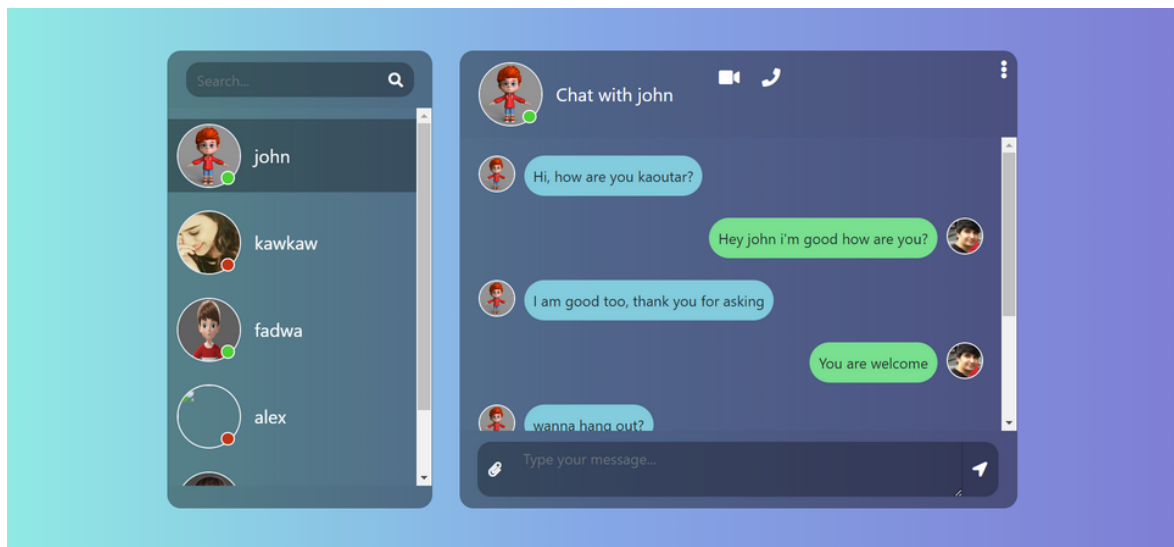 Search...
john
kawkaw
fadwa
alex
Chat with john
Hi, how are you kaoutar?
Hey john i'm good how are you?
I am good too, thank you for asking
You are welcome
wanna hang out?
Type your message...